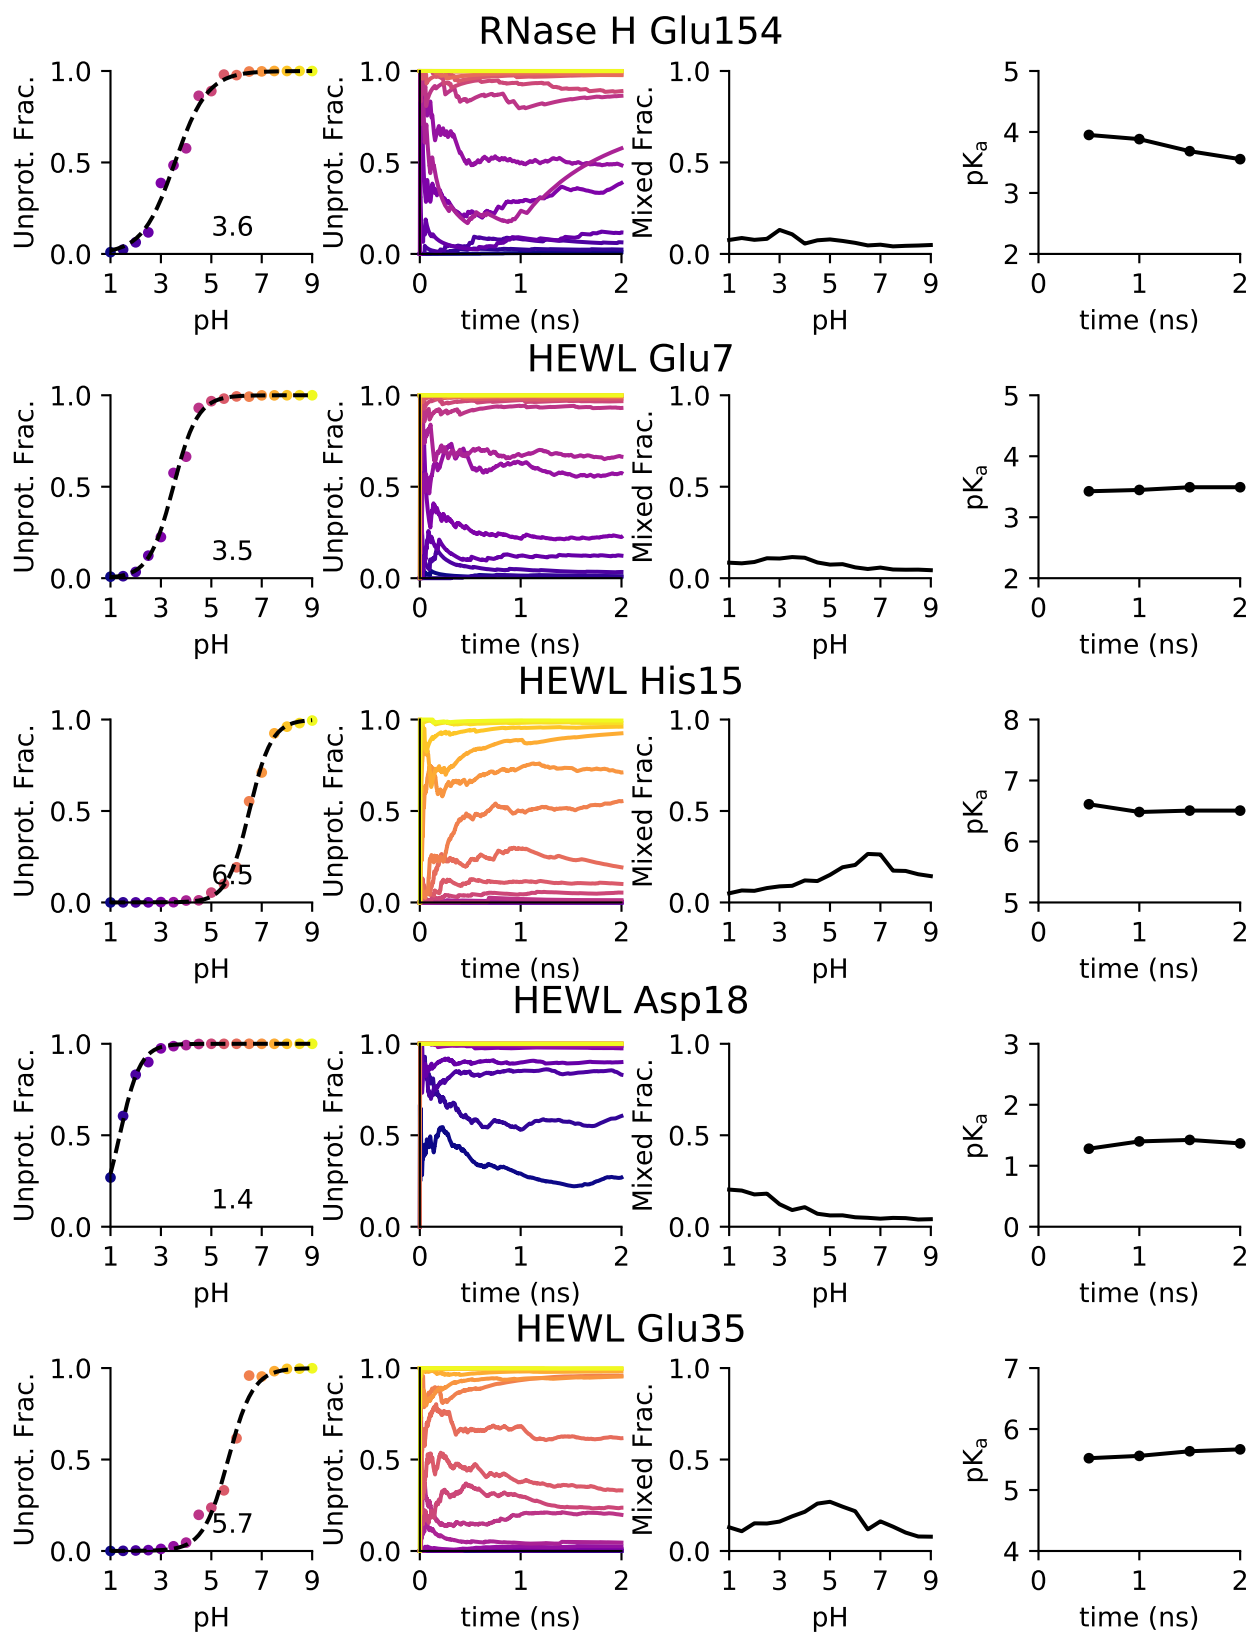 RNase H Glu154
Unprot. Frac.
1.0
0.5
0.0
3.6
1 3 5 7 9
pH
Unprot. Frac.
1.0
0.5
0.0
0 1 2
time (ns)
Mixed Frac.
1.0
0.5
0.0
1 3 5 7 9
pH
pKa
5
4
3
2
0 1 2
time (ns)
HEWL Glu7
Unprot. Frac.
1.0
0.5
0.0
3.5
1 3 5 7 9
pH
Unprot. Frac.
1.0
0.5
0.0
0 1 2
time (ns)
Mixed Frac.
1.0
0.5
0.0
1 3 5 7 9
pH
pKa
5
4
3
2
0 1 2
time (ns)
HEWL His15
Unprot. Frac.
1.0
0.5
0.0
6.5
1 3 5 7 9
pH
Unprot. Frac.
1.0
0.5
0.0
0 1 2
time (ns)
Mixed Frac.
1.0
0.5
0.0
1 3 5 7 9
pH
pKa
8
7
6
5
0 1 2
time (ns)
HEWL Asp18
Unprot. Frac.
1.0
0.5
0.0
1.4
1 3 5 7 9
pH
Unprot. Frac.
1.0
0.5
0.0
0 1 2
time (ns)
Mixed Frac.
1.0
0.5
0.0
1 3 5 7 9
pH
pKa
3
2
1
0
0 1 2
time (ns)
HEWL Glu35
Unprot. Frac.
1.0
0.5
0.0
5.7
1 3 5 7 9
pH
Unprot. Frac.
1.0
0.5
0.0
0 1 2
time (ns)
Mixed Frac.
1.0
0.5
0.0
1 3 5 7 9
pH
pKa
7
6
5
4
0 1 2
time (ns)